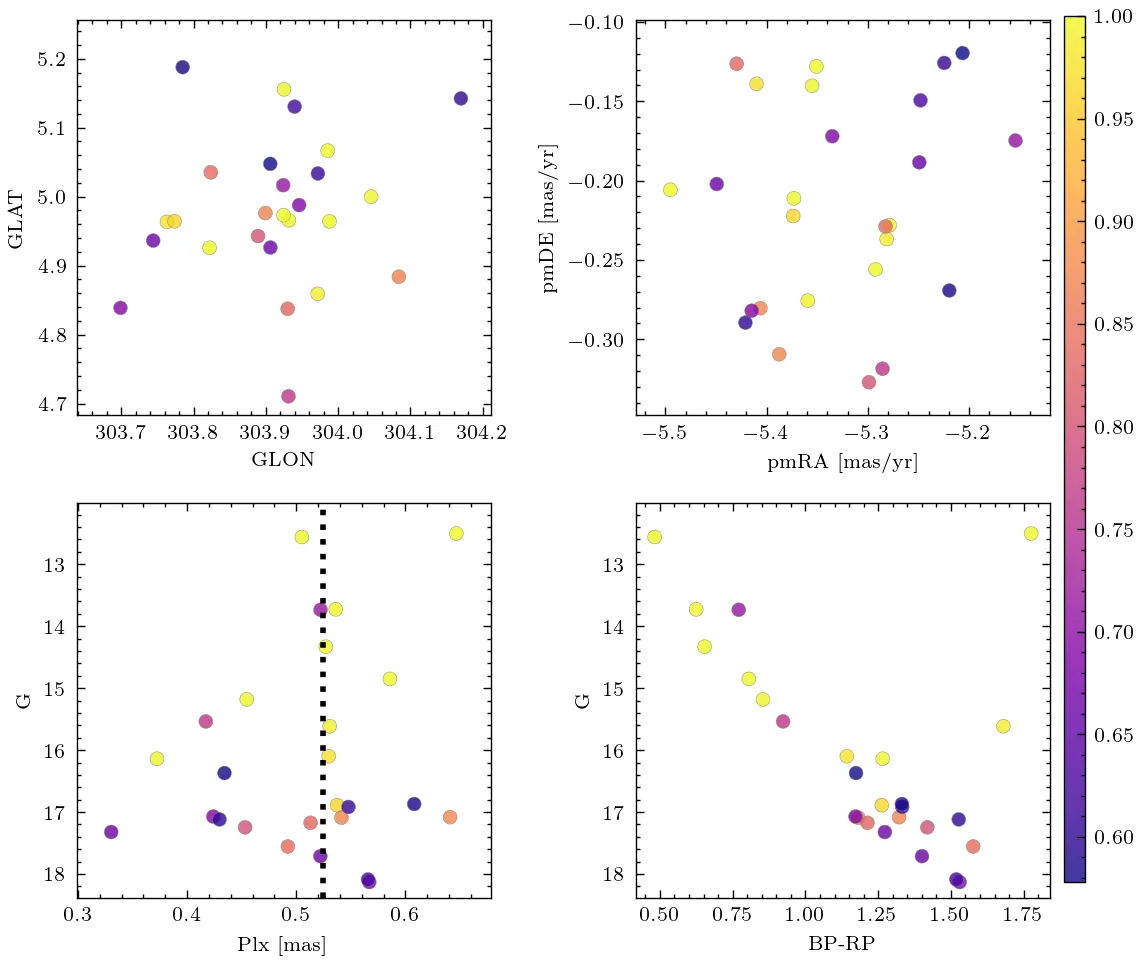 5.2
5.1
5.0
4.9
4.8
4.7
GLAT
303.7 303.8 303.9 304.0 304.1 304.2
GLON
−0.10
−0.15
−0.20
−0.25
−0.30
pmDE [mas/yr]
−5.5 −5.4 −5.3 −5.2
pmRA [mas/yr]
13
14
15
16
17
18
G
0.3 0.4 0.5 0.6
Plx [mas]
13
14
15
16
17
18
G
0.50 0.75 1.00 1.25 1.50 1.75
BP-RP
1.00
0.95
0.90
0.85
0.80
0.75
0.70
0.65
0.60